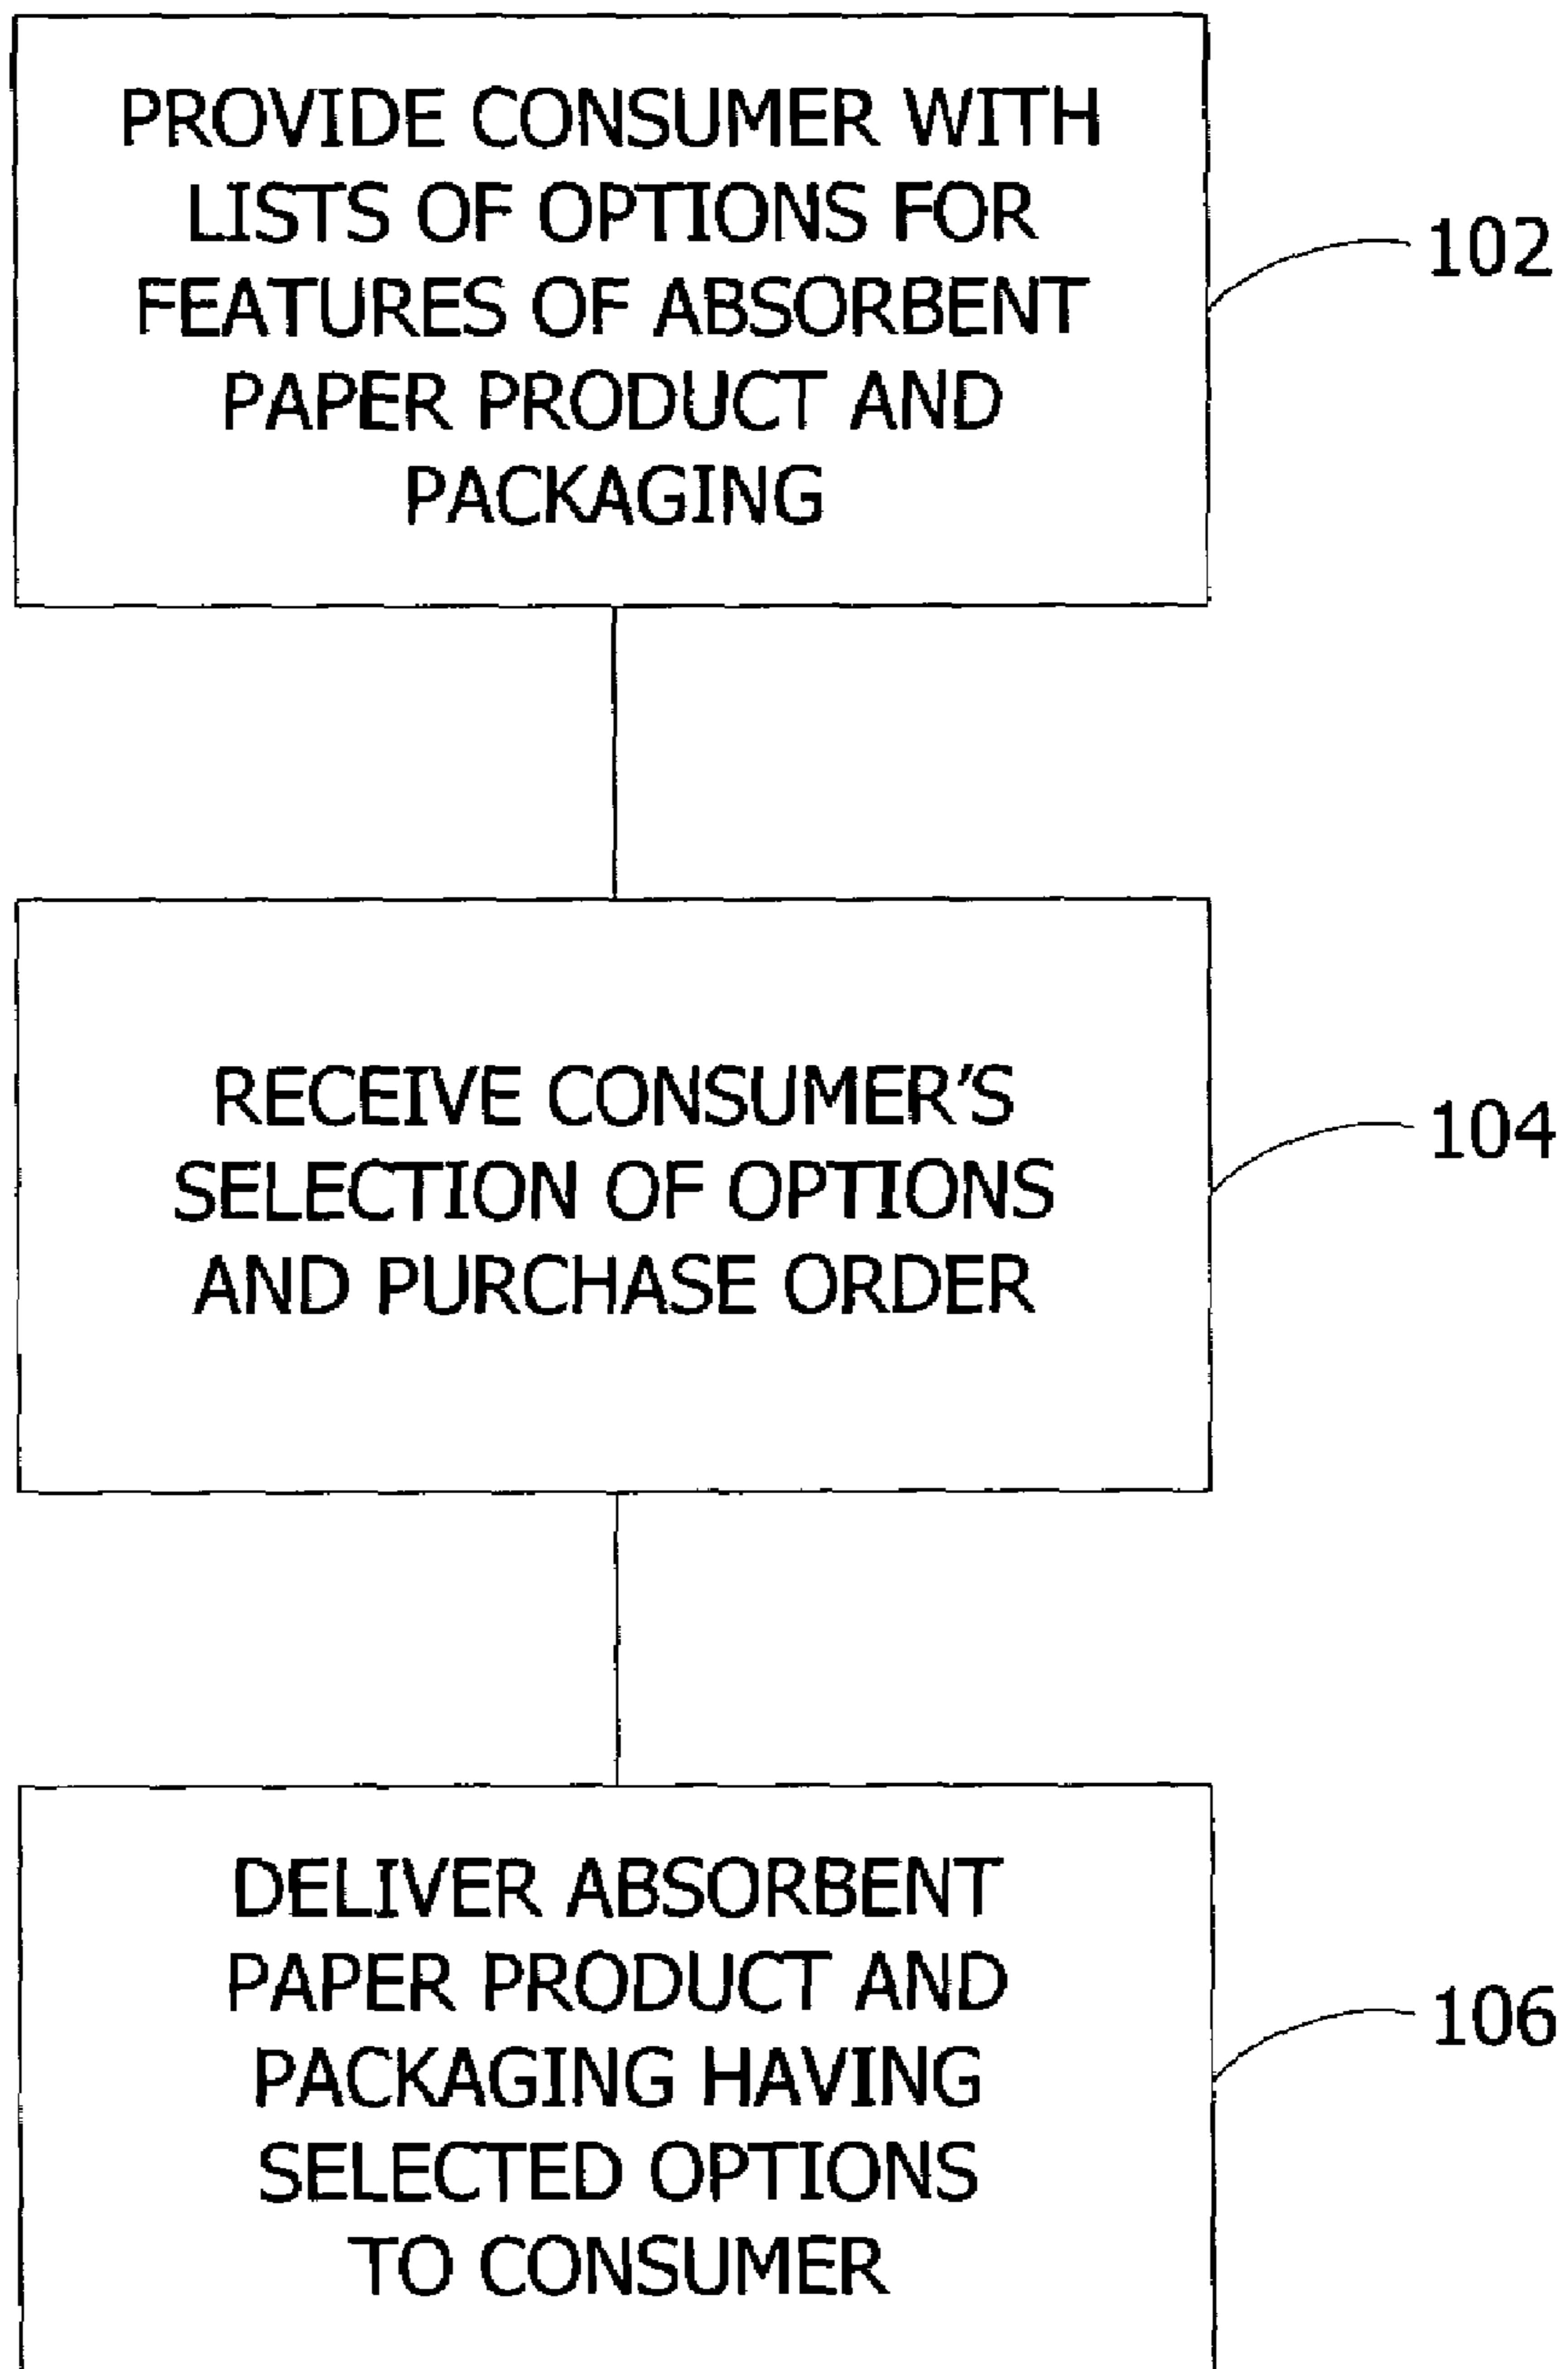 PROVIDE CONSUMER WITH
LISTS OF OPTIONS FOR
FEATURES OF ABSORBENT
PAPER PRODUCT AND
PACKAGING
102
RECEIVE CONSUMER’S
SELECTION OF OPTIONS
AND PURCHASE ORDER
104
DELIVER ABSORBENT
PAPER PRODUCT AND
PACKAGING HAVING
SELECTED OPTIONS
TO CONSUMER
106